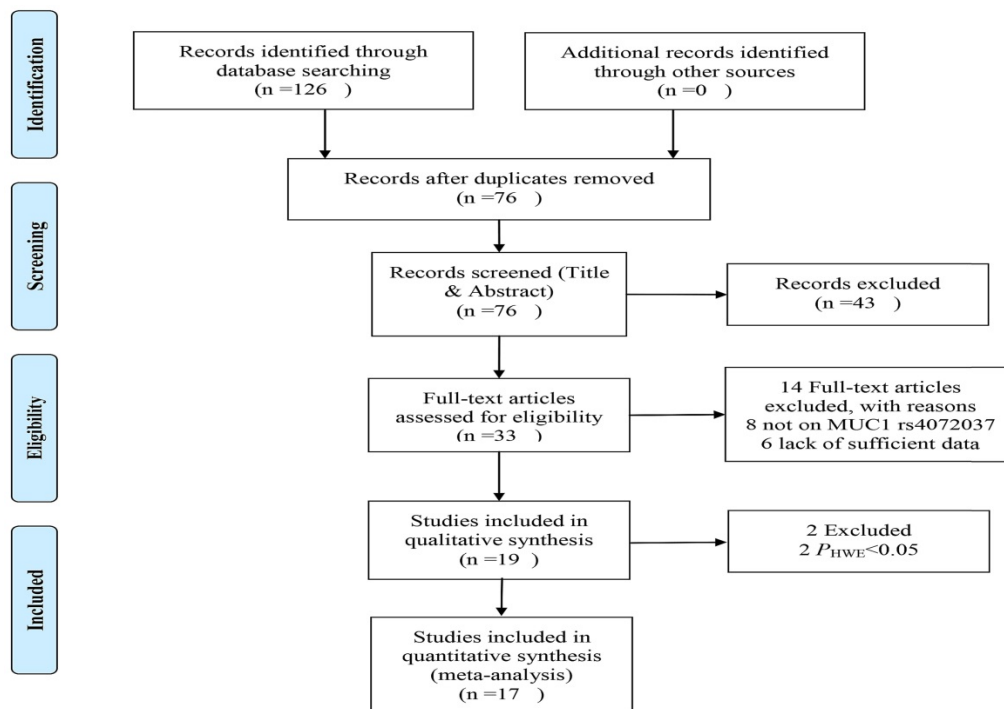 Identification
Records identified through
database searching
(n =126 )
Additional records identified
through other sources
(n =0 )
Records after duplicates removed
(n =76 )
Screening
Records screened (Title
& Abstract)
(n =76 )
Records excluded
(n =43 )
Eligibility
Full-text articles
assessed for eligibility
(n =33 )
14 Full-text articles
excluded, with reasons
8 not on MUC1 rs4072037
6 lack of sufficient data
Included
Studies included in
qualitative synthesis
(n =19 )
2 Excluded
2 PHWE<0.05
Studies included in
quantitative synthesis
(meta-analysis)
(n =17 )